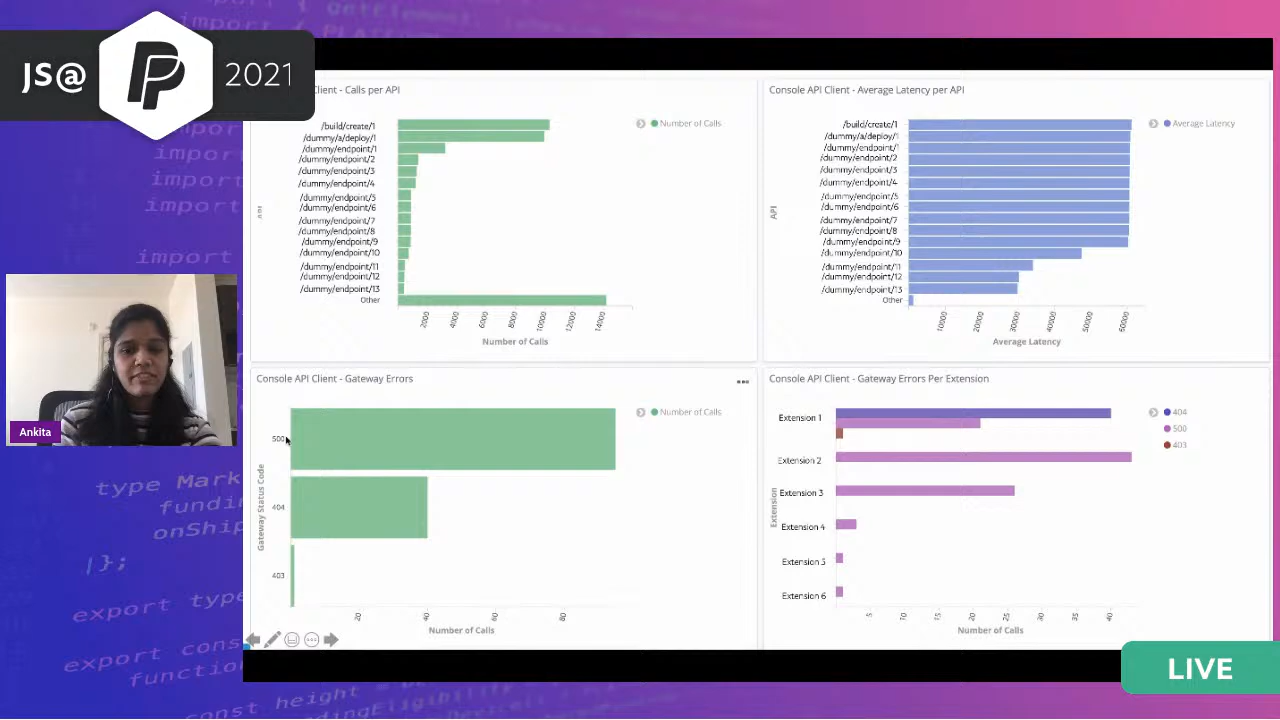 JS@
2021
Client - Calls per API
/build/create/1
/dummy/a/deploy/1
/dummy/endpoint/1
/dummy/endpoint/2
/dummy/endpoint/3
/dummy/endpoint/4
/dummy/endpoint/5
/dummy/endpoint/6
/dummy/endpoint/7
/dummy/endpoint/8
/dummy/endpoint/9
/dummy/endpoint/10
/dummy/endpoint/11
/dummy/endpoint/12
/dummy/endpoint/13
Other
2000
4000
6000
8000
10000
12000
14000
Number of Calls
Number of Calls
Console API Client - Average Latency per API
API
/build/create/1
/dummy/a/deploy/1
/dummy/endpoint/1
/dummy/endpoint/2
/dummy/endpoint/3
/dummy/endpoint/4
/dummy/endpoint/5
/dummy/endpoint/6
/dummy/endpoint/7
/dummy/endpoint/8
/dummy/endpoint/9
/dummy/endpoint/10
/dummy/endpoint/11
/dummy/endpoint/12
/dummy/endpoint/13
Other
10000
20000
30000
40000
50000
60000
Average Latency
Average Latency
Console API Client - Gateway Errors
Gateway Status Code
500
404
403
20
40
60
80
Number of Calls
Number of Calls
Console API Client - Gateway Errors Per Extension
Extension
Extension 1
Extension 2
Extension 3
Extension 4
Extension 5
Extension 6
5
10
15
20
25
30
35
40
Number of Calls
404
500
403
Ankita
LIVE
import
import
import
import
import
type Mark
fundin
onShip
|};
export type
export cons
function
const height =